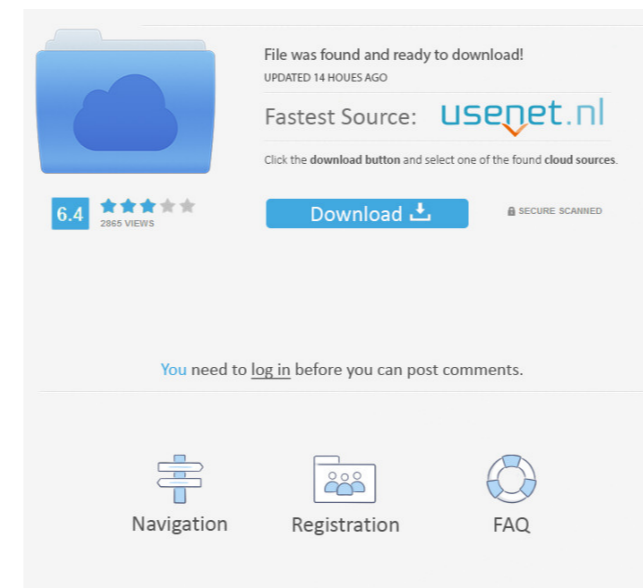 File was found and ready to download!
UPDATED 14 HOUES AGO
Fastest Source: usenet.nl
Click the download button and select one of the found cloud sources.
6.4
2865 VIEWS
Download
SECURE SCANNED
You need to log in before you can post comments.
Navigation Registration FAQ